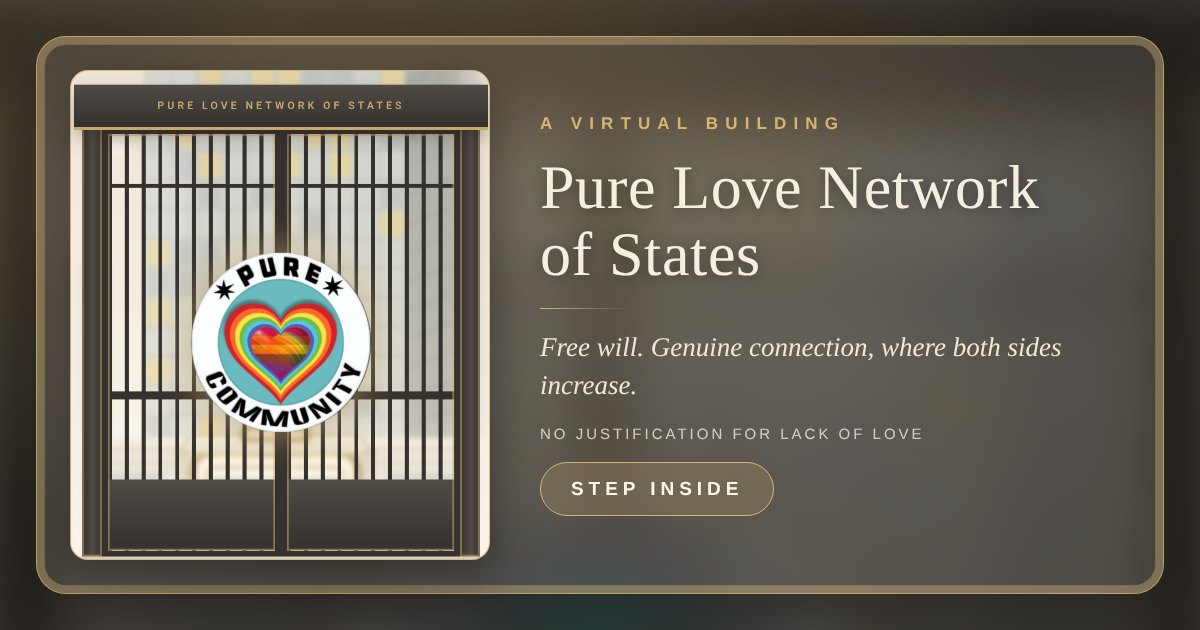 PURE LOVE NETWORK OF STATES
PURE
COMMUNITY
A VIRTUAL BUILDING
Pure Love Network
of States
Free will. Genuine connection, where both sides
increase.
NO JUSTIFICATION FOR LACK OF LOVE
STEP INSIDE